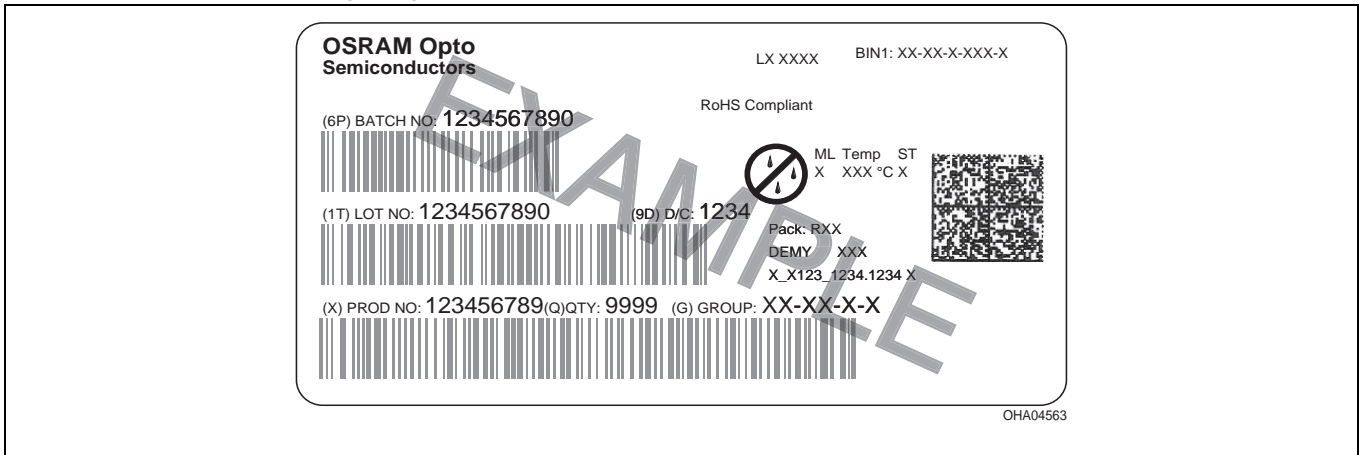 OSRAM Opto
Semiconductors
LX XXXX
BIN1: XX-XX-X-XXX-X
RoHS Compliant
(6P) BATCH NO: 1234567890
ML Temp ST
X XXX °C X
(1T) LOT NO: 1234567890
(9D) D/C: 1234
Pack: RXX
DEMY XXX
X_X123_1234.1234 X
(X) PROD NO: 123456789(Q)QTY: 9999 (G) GROUP: XX-XX-X-X
EXAMPLE
OHA04563